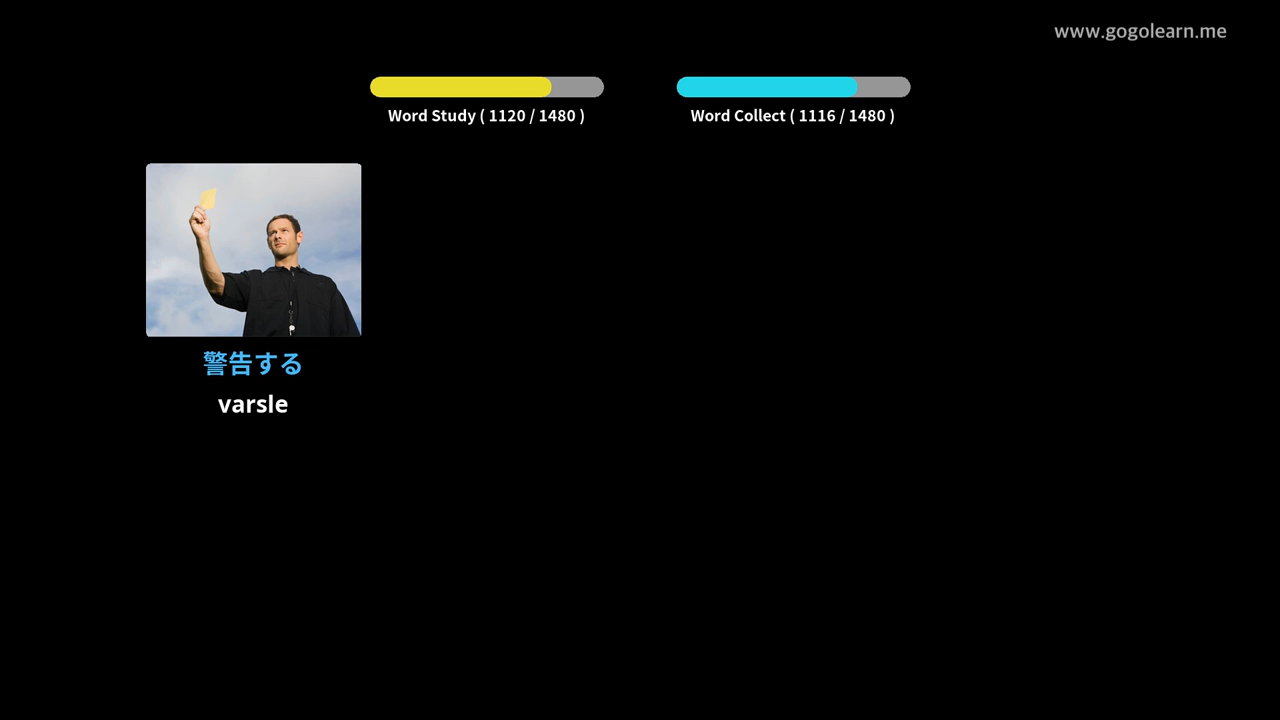 www.gogolearn.me
Word Study ( 1120 / 1480 )
Word Collect ( 1116 / 1480 )
警告する
varsle